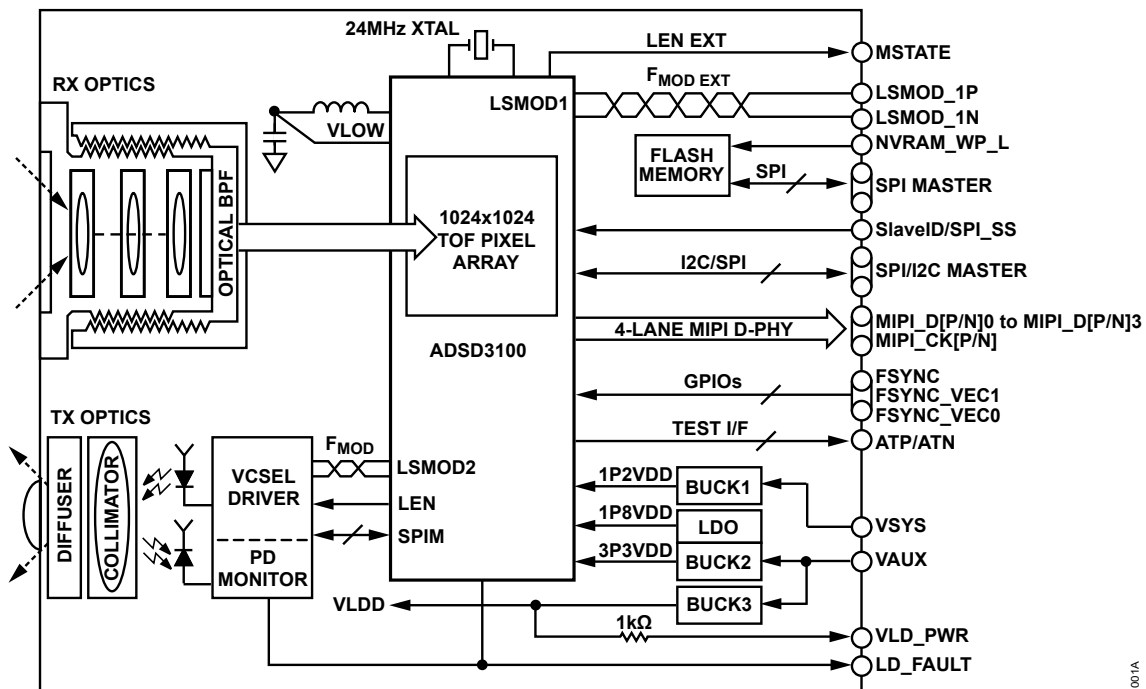 24MHz XTAL
LEN EXT
MSTATE
RX OPTICS
FMOD EXT
LSMOD1
LSMOD_1P
LSMOD_1N
VLOW
NVRAM_WP_L
FLASH
MEMORY
SPI
SPI MASTER
OPTICAL BPF
1024x1024
TOF PIXEL
ARRAY
SlaveID/SPI_SS
I2C/SPI
SPI/I2C MASTER
4-LANE MIPI D-PHY
MIPI_D[P/N]0 to MIPI_D[P/N]3
MIPI_CK[P/N]
ADSD3100
GPIOs
FSYNC
FSYNC_VEC1
FSYNC_VEC0
TX OPTICS
TEST I/F
ATP/ATN
DIFFUSER
COLLIMATOR
VCSEL
DRIVER
FMOD
LSMOD2
1P2VDD
BUCK1
LEN
1P8VDD
LDO
VSYS
SPIM
3P3VDD
BUCK2
VAUX
PD
MONITOR
VLDD
BUCK3
1kΩ
VLD_PWR
LD_FAULT
001A